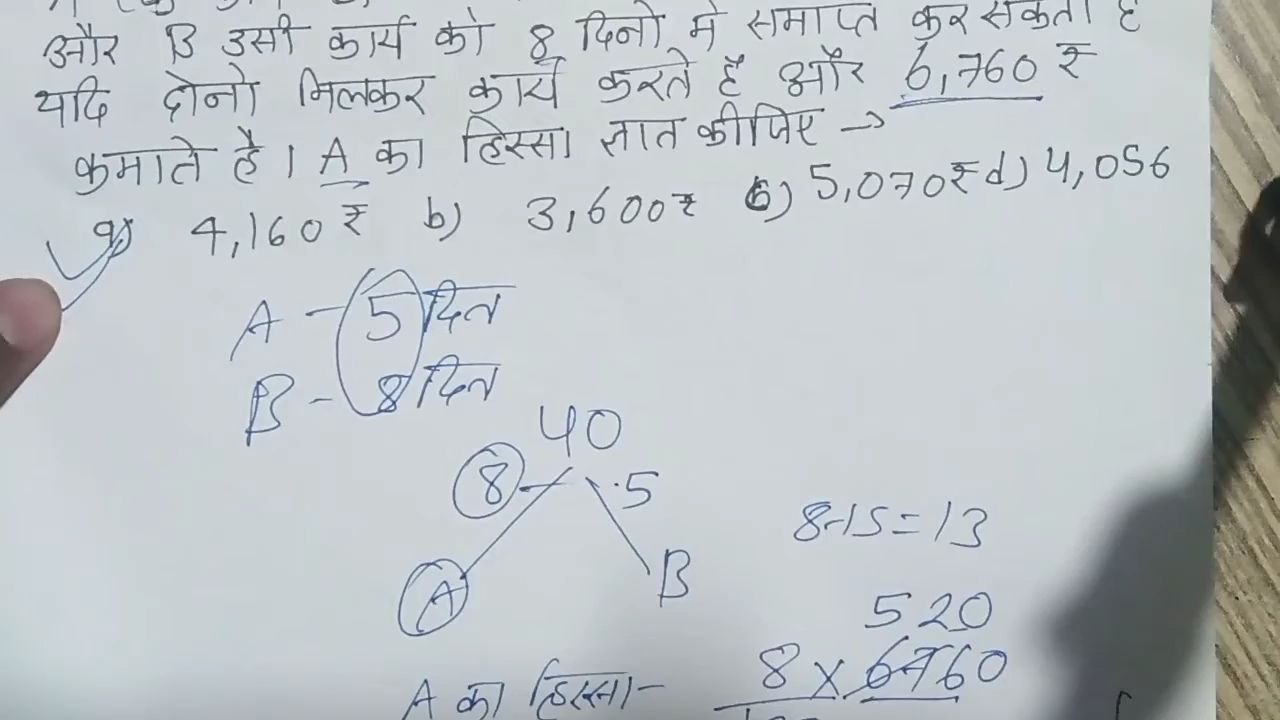 और B उसी कार्य को 8 दिनो मे समाप्त कर सकता है
यदि दोनो मिलकर कार्य करते है और 6,760 ₹
कमाते है। A का हिस्सा ज्ञात कीजिए →
a) 4,160 ₹ b) 3,600 ₹ c) 5,070 ₹ d) 4,056
A - 5 दिन
B - 8 दिन
40
8 5
8+5=13
A B
520
A का हिस्सा - 8 × 6760